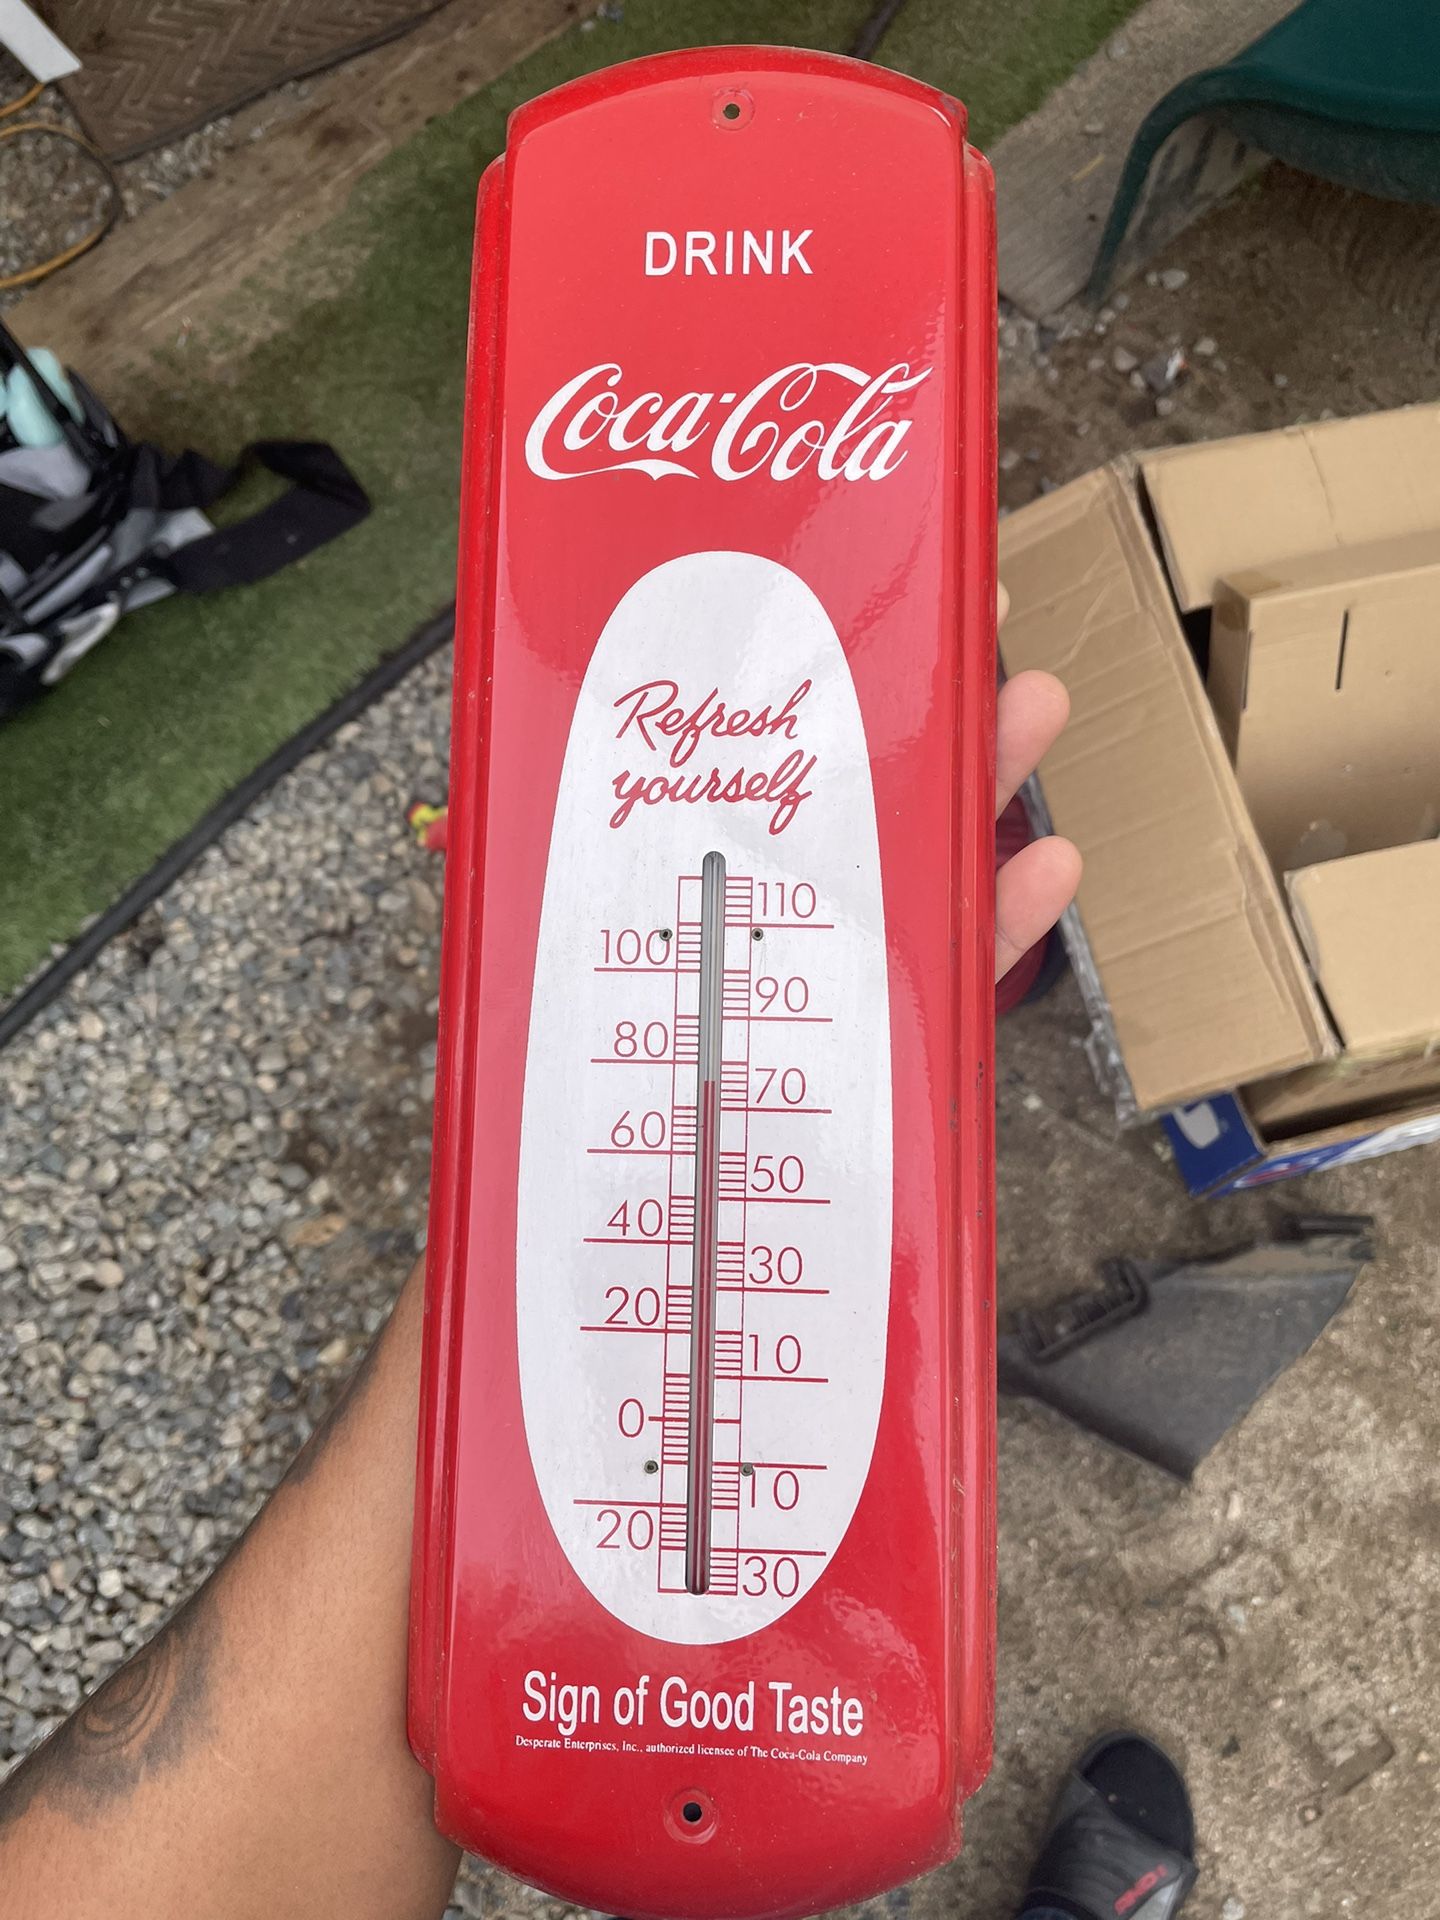 DRINK
Coca-Cola
Refresh
yourself
110
100
90
80
70
60
50
40
30
20
10
0
10
20
30
Sign of Good Taste
Desperate Enterprises, Inc., authorized licensee of The Coca-Cola Company